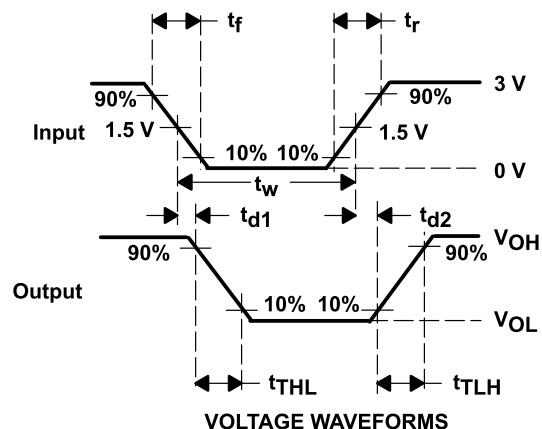 tf tr
3 V
90% 90%
Input 1.5 V 1.5 V
10% 10%
0 V
tw
td1 td2
VOH
90% 90%
Output
10% 10%
VOL
tTHL tTLH
VOLTAGE WAVEFORMS